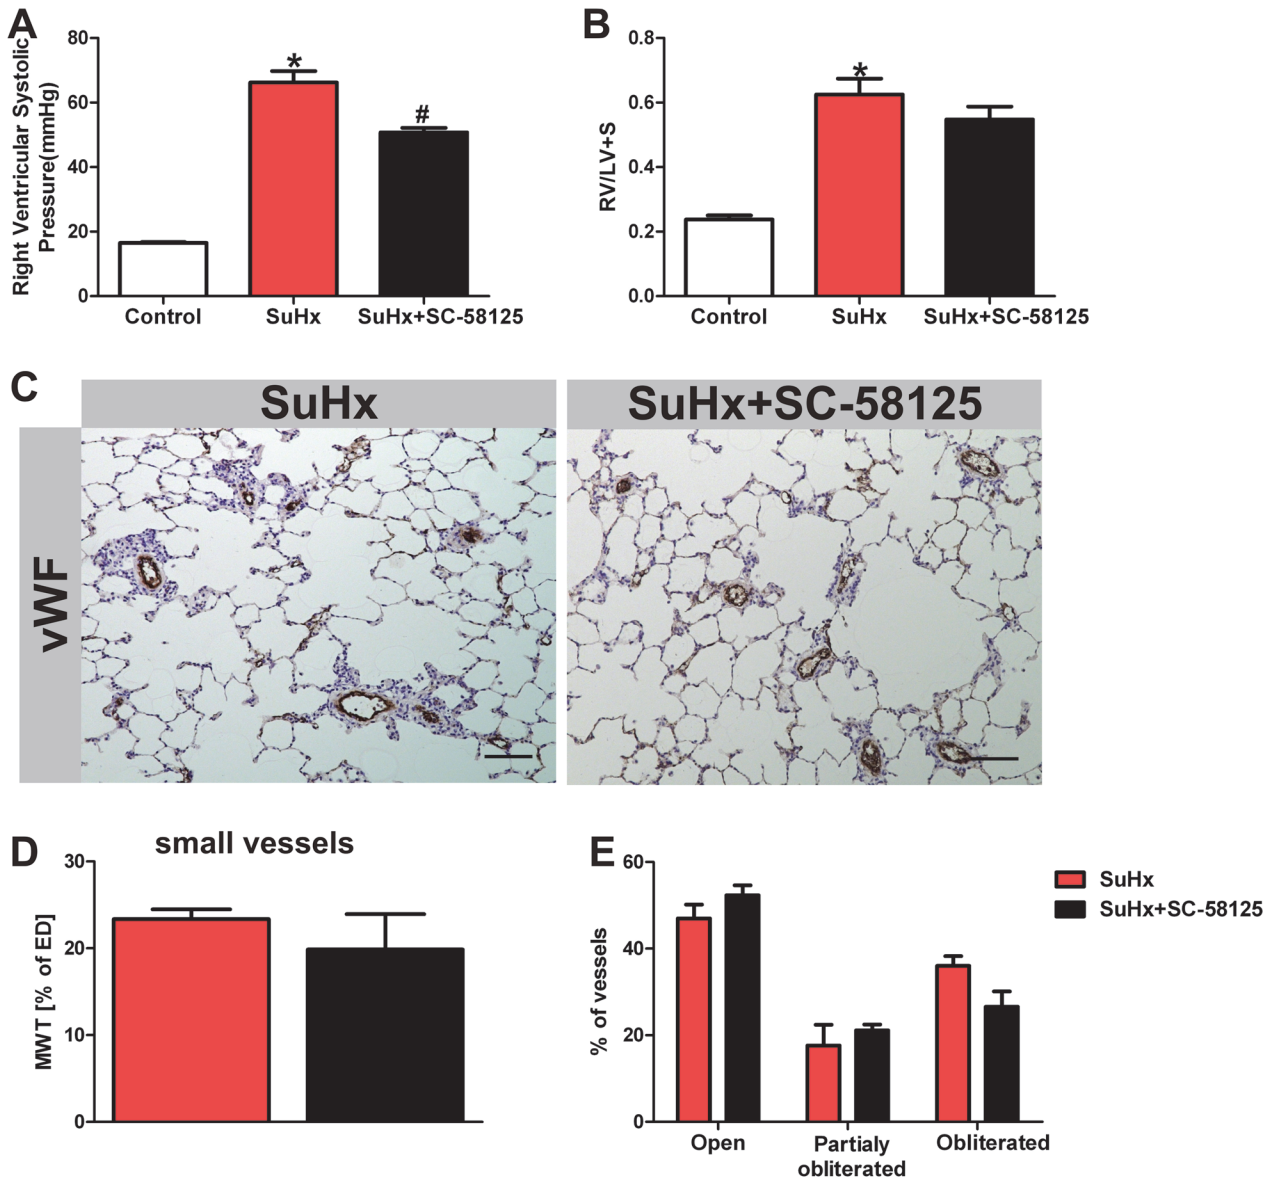 A
Right Ventricular Systolic
Pressure(mmHg)
80
60
40
20
0
*
#
Control
SuHx
SuHx+SC-58125
B
RV/LV+S
0.8
0.6
0.4
0.2
0.0
*
Control
SuHx
SuHx+SC-58125
C
SuHx
SuHx+SC-58125
vWF
D
small vessels
MWT [% of ED]
30
20
10
0
E
% of vessels
60
40
20
0
Open
Partialy
obliterated
Obliterated
SuHx
SuHx+SC-58125